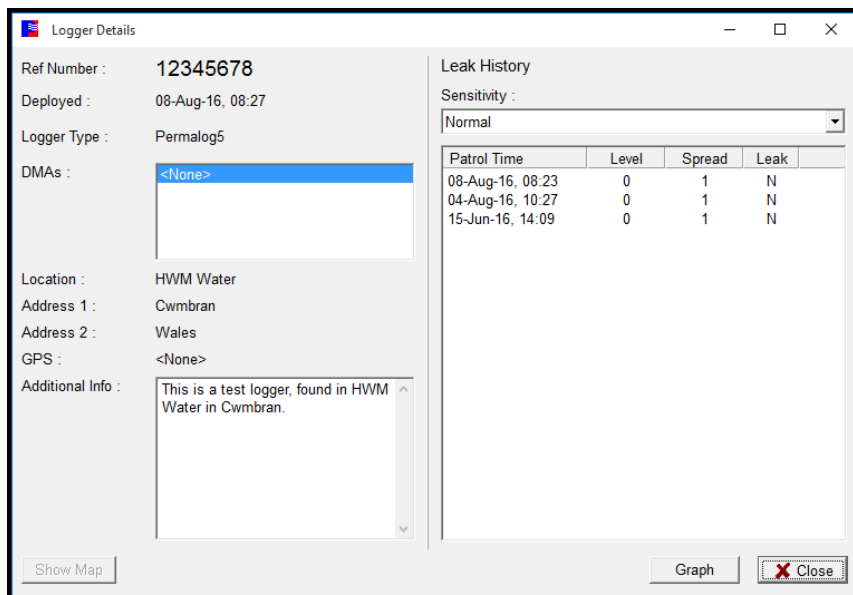 Logger Details
Ref Number : 12345678
Deployed : 08-Aug-16, 08:27
Logger Type : Permalog5
DMAs : <None>
Location : HWM Water
Address 1 : Cwmbran
Address 2 : Wales
GPS : <None>
Additional Info : This is a test logger, found in HWM
Water in Cwmbran.
Show Map
Leak History
Sensitivity :
Normal
Patrol Time Level Spread Leak
08-Aug-16, 08:23 0 1 N
04-Aug-16, 10:27 0 1 N
15-Jun-16, 14:09 0 1 N
Graph Close